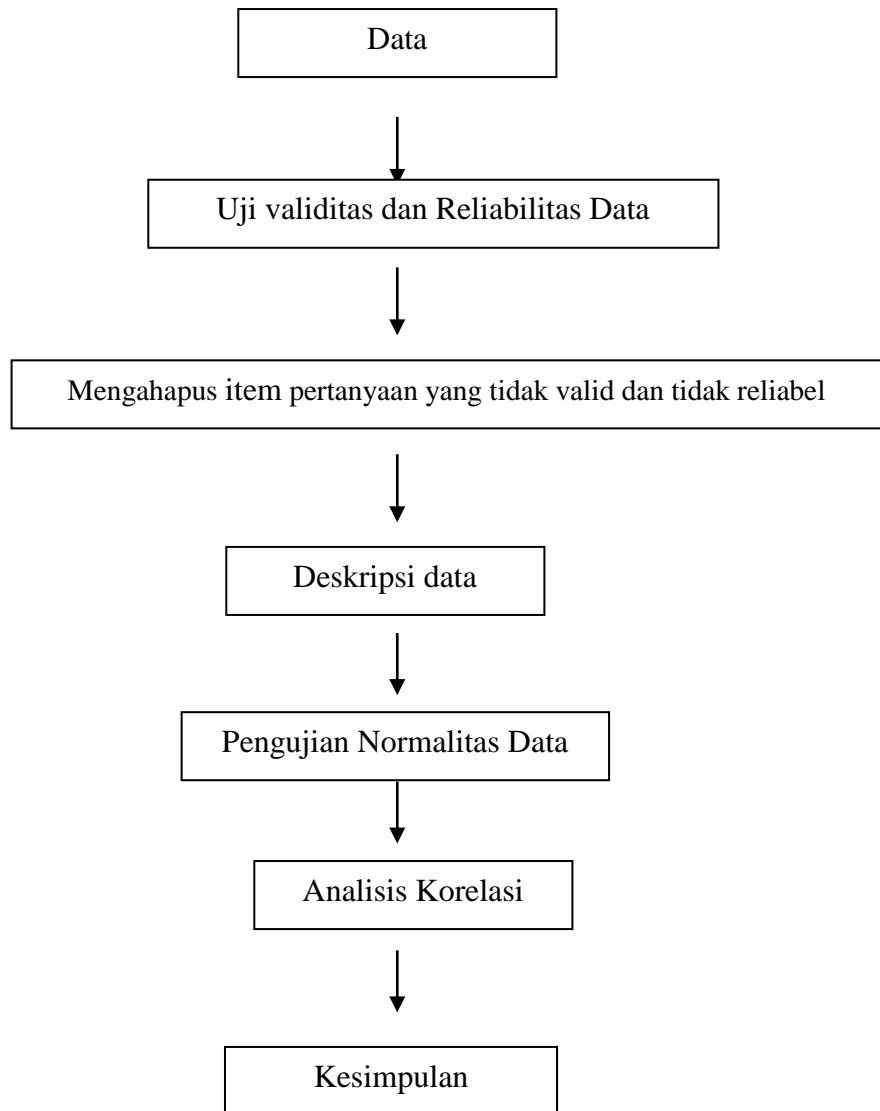 Data
Uji validitas dan Reliabilitas Data
Mengahapus item pertanyaan yang tidak valid dan tidak reliabel
Deskripsi data
Pengujian Normalitas Data
Analisis Korelasi
Kesimpulan